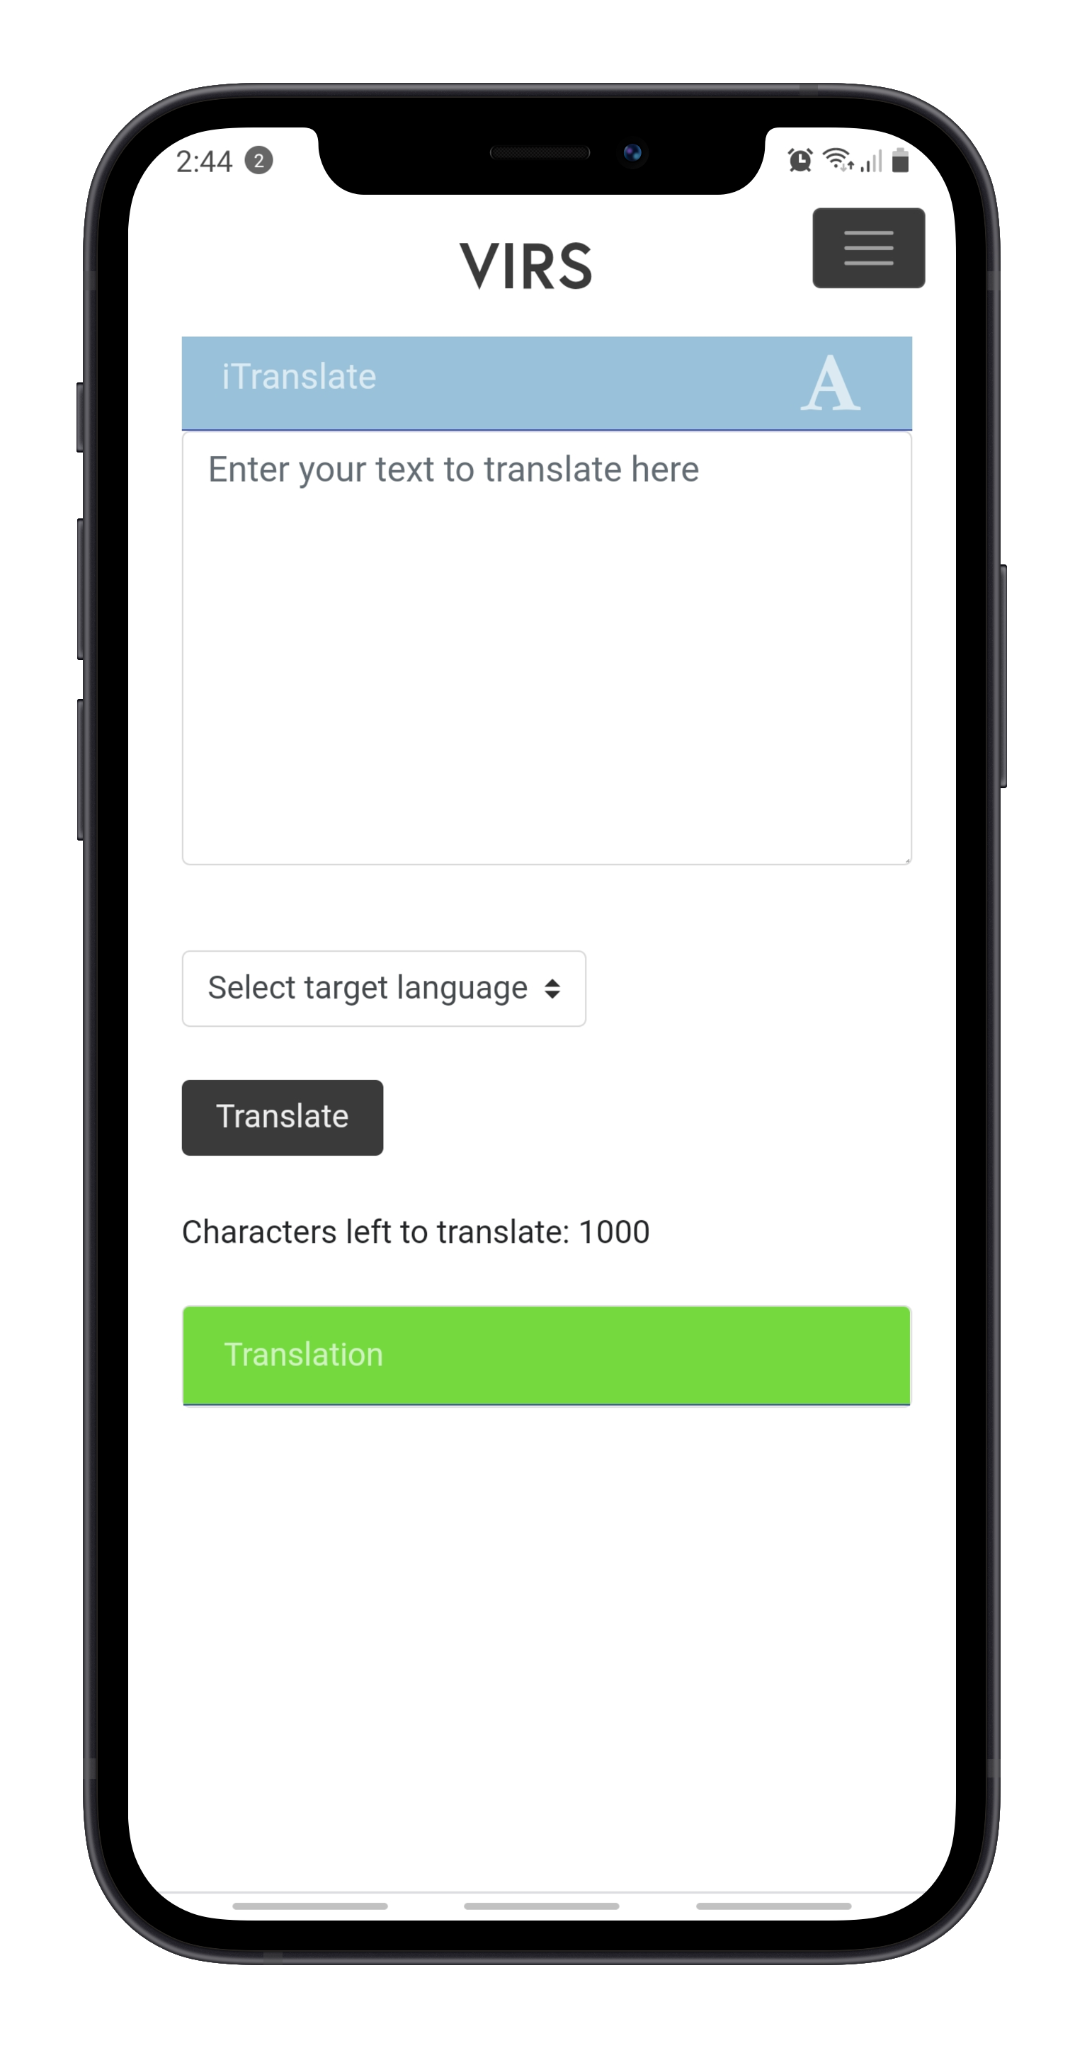 2:44 2
VIRS
iTranslate A
Enter your text to translate here
Select target language
Translate
Characters left to translate: 1000
Translation